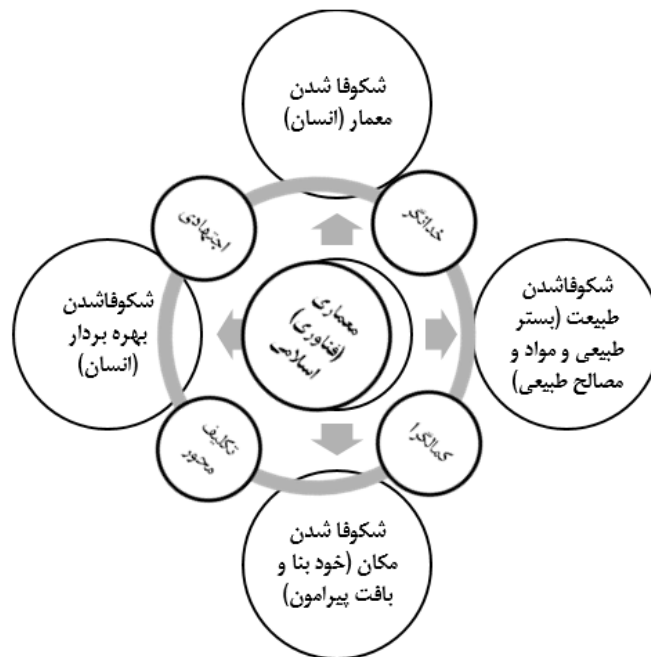 شکوفا شدن
معمار (انسان)
اجتهادی
خدانگر
شکوفاشدن
طبیعت (بستر
طبیعی و مواد و
مصالح طبیعی)
معماری
(فناوری)
اسلامی
شکوفاشدن
بهره بردار
(انسان)
کمالگرا
تکلیف
محور
شکوفا شدن
مکان (خود بنا و
بافت پیرامون)